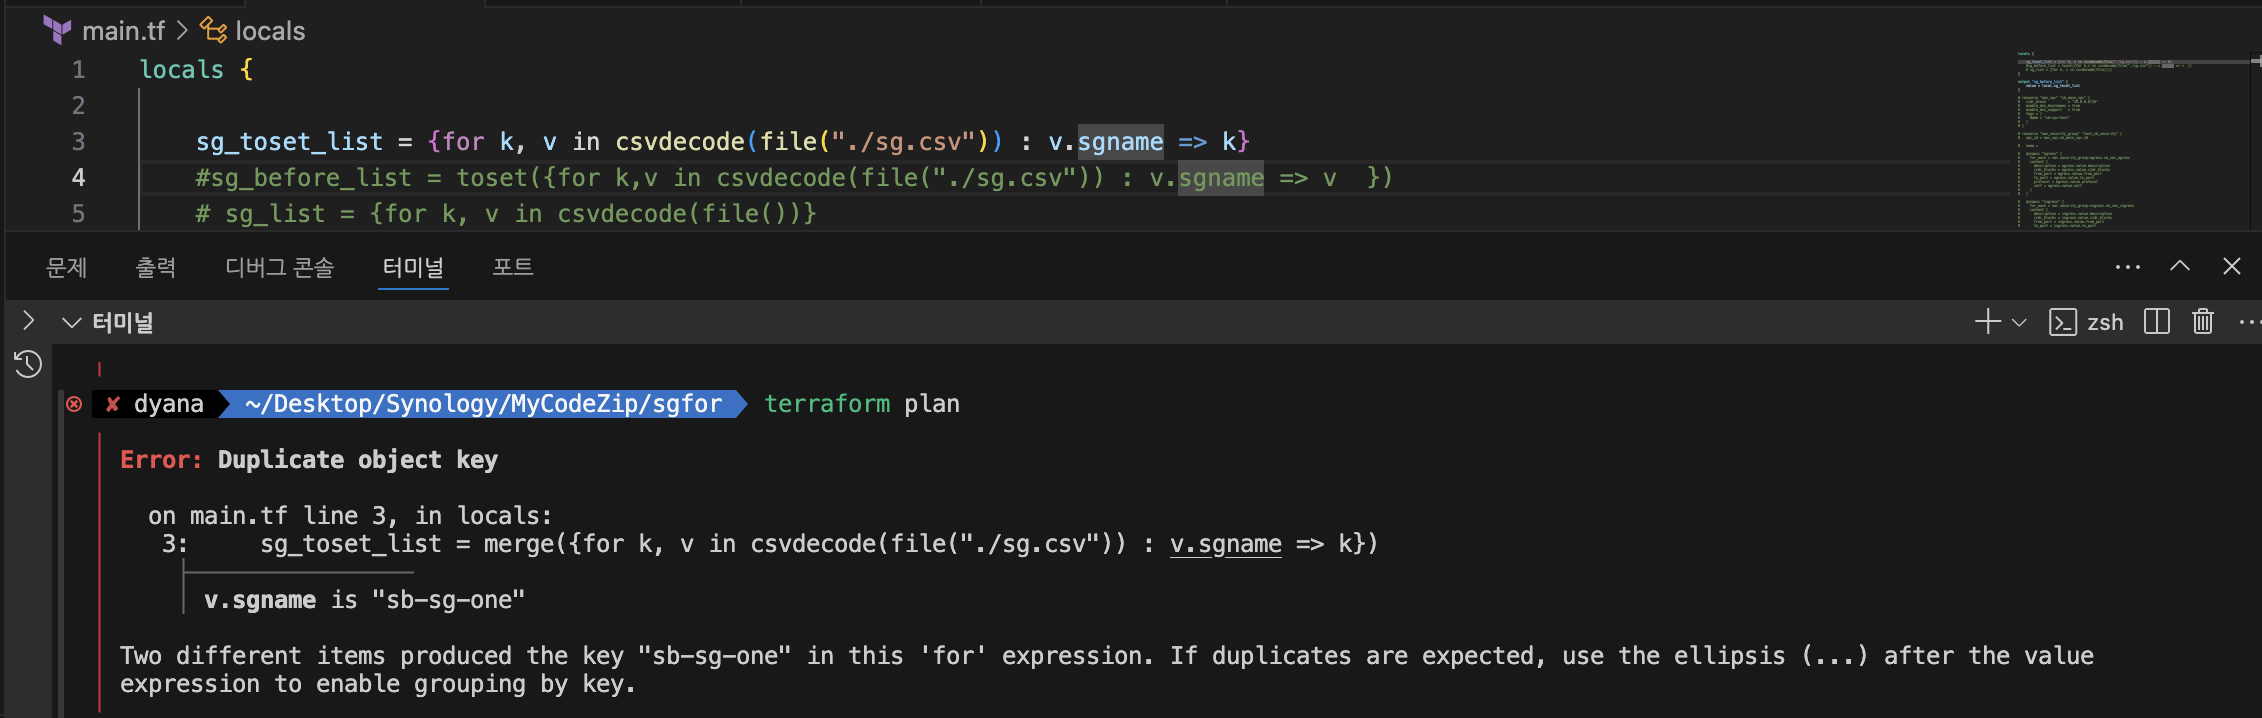 main.tf > locals
1 locals {
2
3 sg_toset_list = {for k, v in csvdecode(file("./sg.csv")) : v.sgname => k}
4 #sg_before_list = toset({for k,v in csvdecode(file("./sg.csv")) : v.sgname => v  })
5 # sg_list = {for k, v in csvdecode(file())}
문제 출력 디버그 콘솔 터미널 포트
터미널 zsh
✘ dyana ~/Desktop/Synology/MyCodeZip/sgfor terraform plan
Error: Duplicate object key
on main.tf line 3, in locals:
3: sg_toset_list = merge({for k, v in csvdecode(file("./sg.csv")) : v.sgname => k})
v.sgname is "sb-sg-one"
Two different items produced the key "sb-sg-one" in this 'for' expression. If duplicates are expected, use the ellipsis (...) after the value
expression to enable grouping by key.